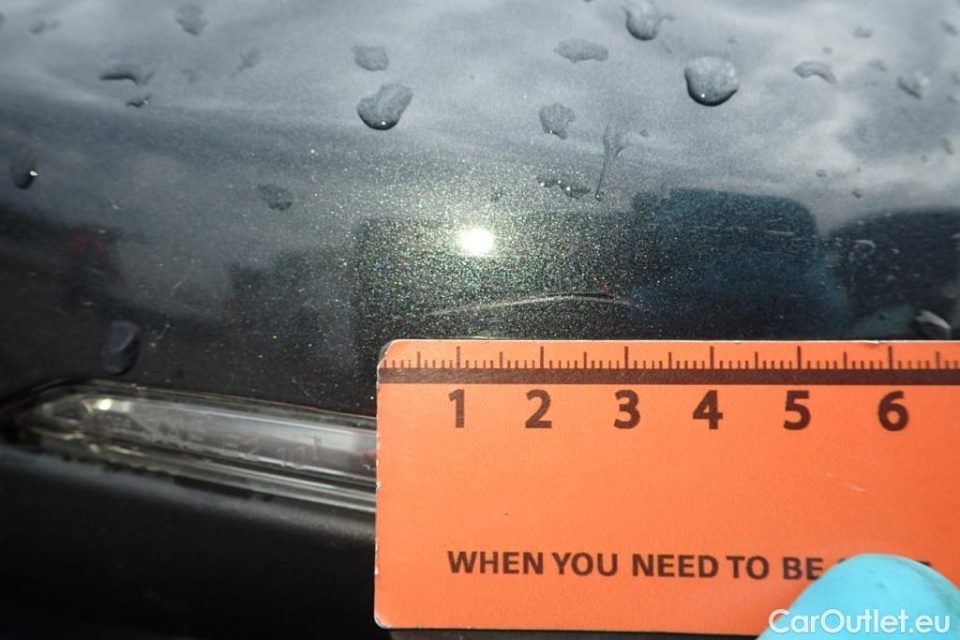 1 2 3 4 5 6
WHEN YOU NEED TO BE
CarOutlet.eu